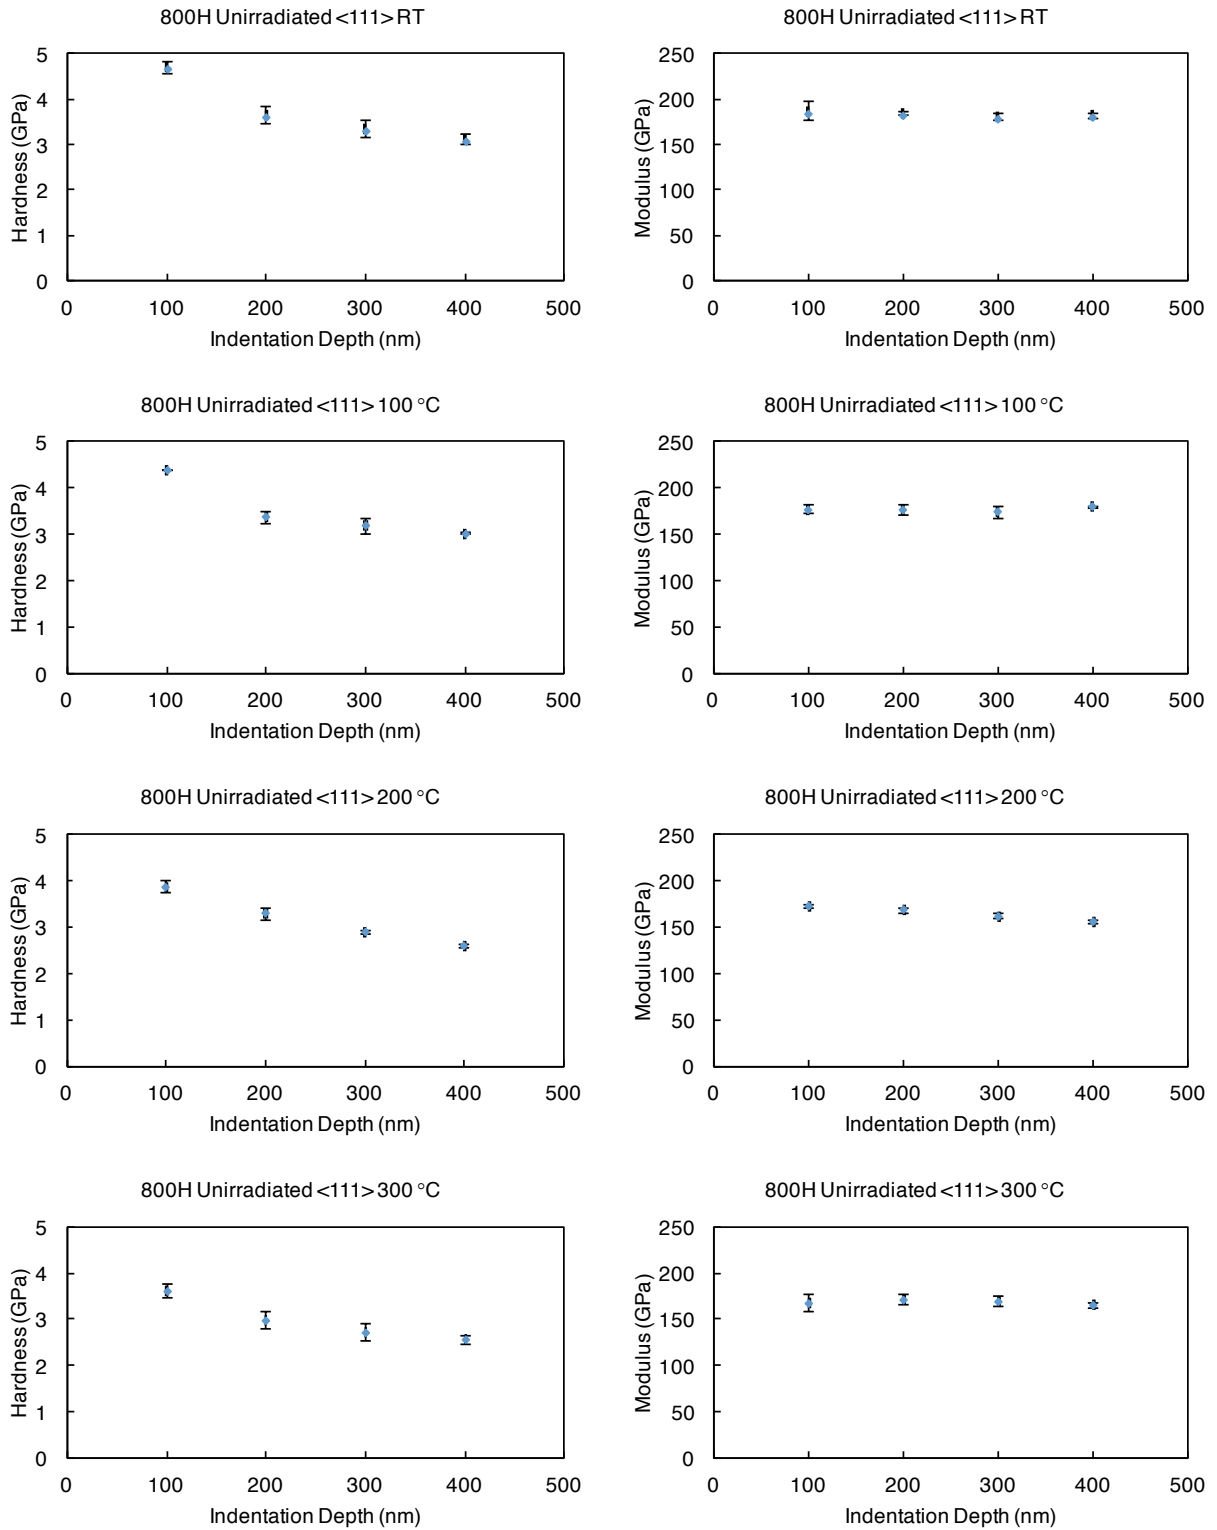 800H Unirradiated <111> RT
5
4
3
2
1
0
Hardness (GPa)
0 100 200 300 400 500
Indentation Depth (nm)
800H Unirradiated <111> RT
250
200
150
100
50
0
Modulus (GPa)
0 100 200 300 400 500
Indentation Depth (nm)
800H Unirradiated <111> 100 °C
5
4
3
2
1
0
Hardness (GPa)
0 100 200 300 400 500
Indentation Depth (nm)
800H Unirradiated <111> 100 °C
250
200
150
100
50
0
Modulus (GPa)
0 100 200 300 400 500
Indentation Depth (nm)
800H Unirradiated <111> 200 °C
5
4
3
2
1
0
Hardness (GPa)
0 100 200 300 400 500
Indentation Depth (nm)
800H Unirradiated <111> 200 °C
250
200
150
100
50
0
Modulus (GPa)
0 100 200 300 400 500
Indentation Depth (nm)
800H Unirradiated <111> 300 °C
5
4
3
2
1
0
Hardness (GPa)
0 100 200 300 400 500
Indentation Depth (nm)
800H Unirradiated <111> 300 °C
250
200
150
100
50
0
Modulus (GPa)
0 100 200 300 400 500
Indentation Depth (nm)